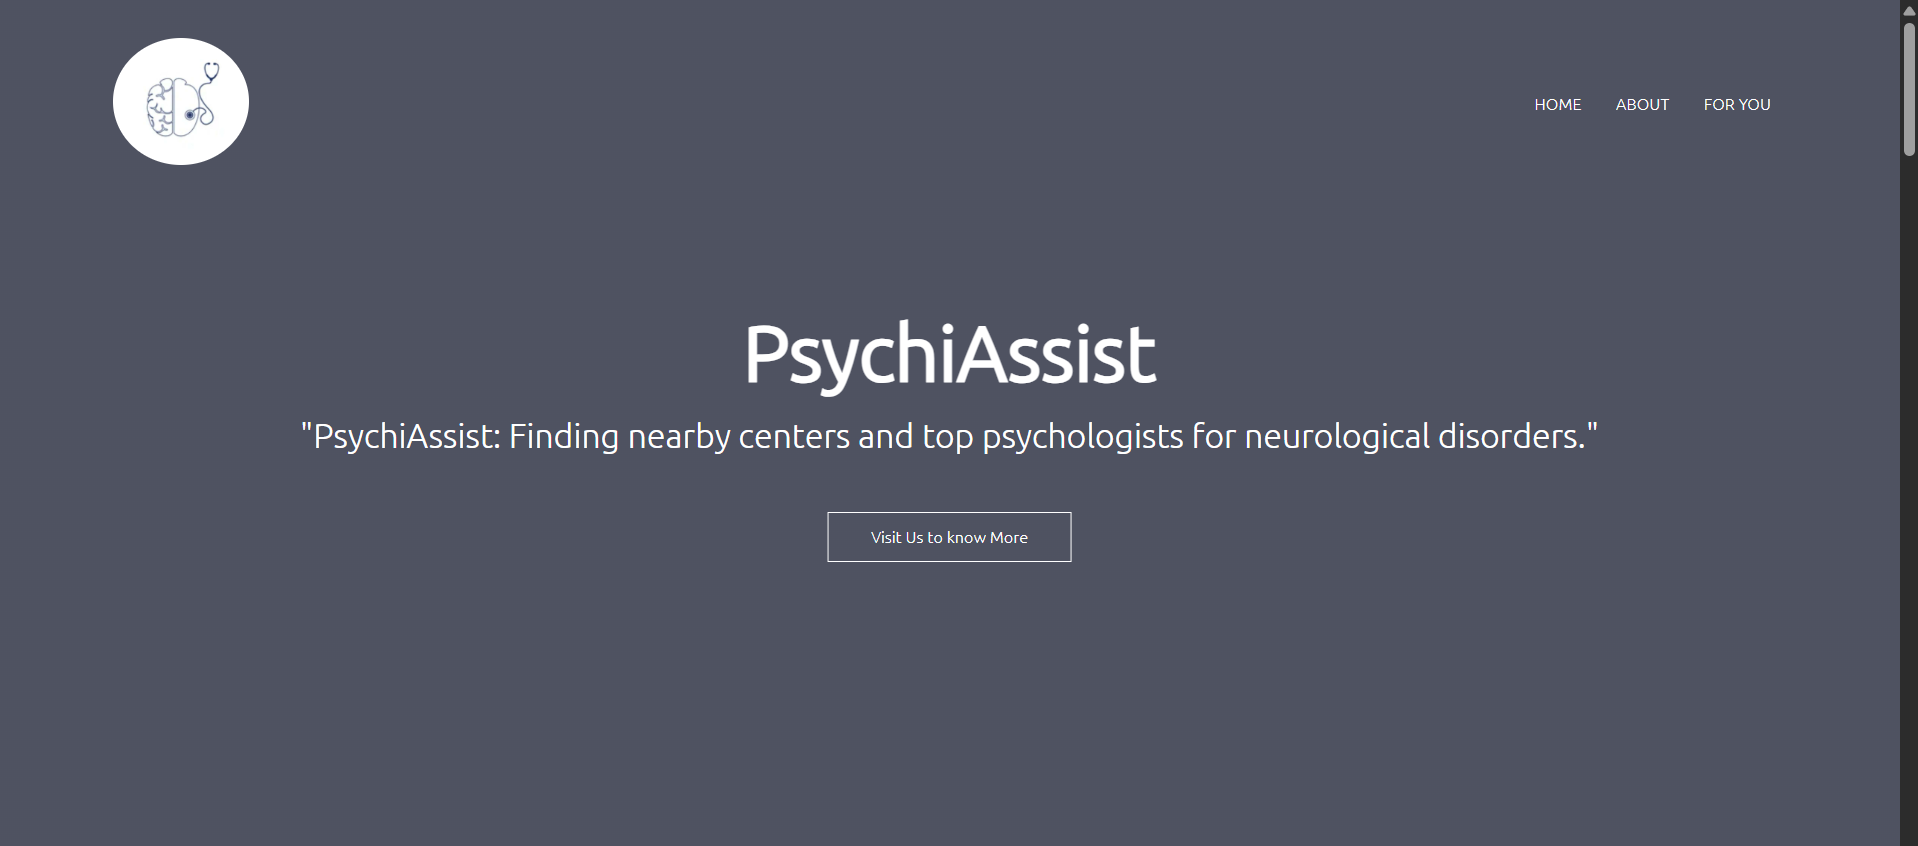 HOME ABOUT FOR YOU
PsychiAssist
"PsychiAssist: Finding nearby centers and top psychologists for neurological disorders."
Visit Us to know More